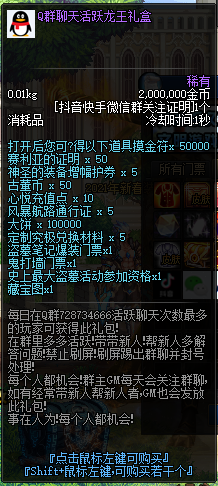 Q群聊天活跃龙王礼盒
稀有
0.01kg
2,000,000金币
[抖音快手微信群关注证明]1个
消耗品
冷却时间:1秒
打开后您可?得以下道具摸金符x 50000
赛利亚的证明 x 50
神圣的装备增幅护券 x 5
古董币 x 50
心悦充值点 x 10
风暴航路通行证 x 5
大饼 x 100000
定制究极兑换材料 x 5
盗墓笔记爆装门票x1
鬼打墙门票x1
史上最大盗墓活动参加资格x1
藏宝图x1
每日在Q群728734666活跃聊天次数最多
的玩家可获得此礼包!
在群里多多活跃!带带新人!帮新人多解
答问题!禁止刷屏!刷屏踢出群聊并封号
处理!
每个人都机会!群主GM每天会关注群聊,
如有经常带新人帮新人者,GM也会发放
此礼包!
事在人为!每个人都机会!
『点击鼠标左键可购买』
『Shift+鼠标左键,可购买若干个』